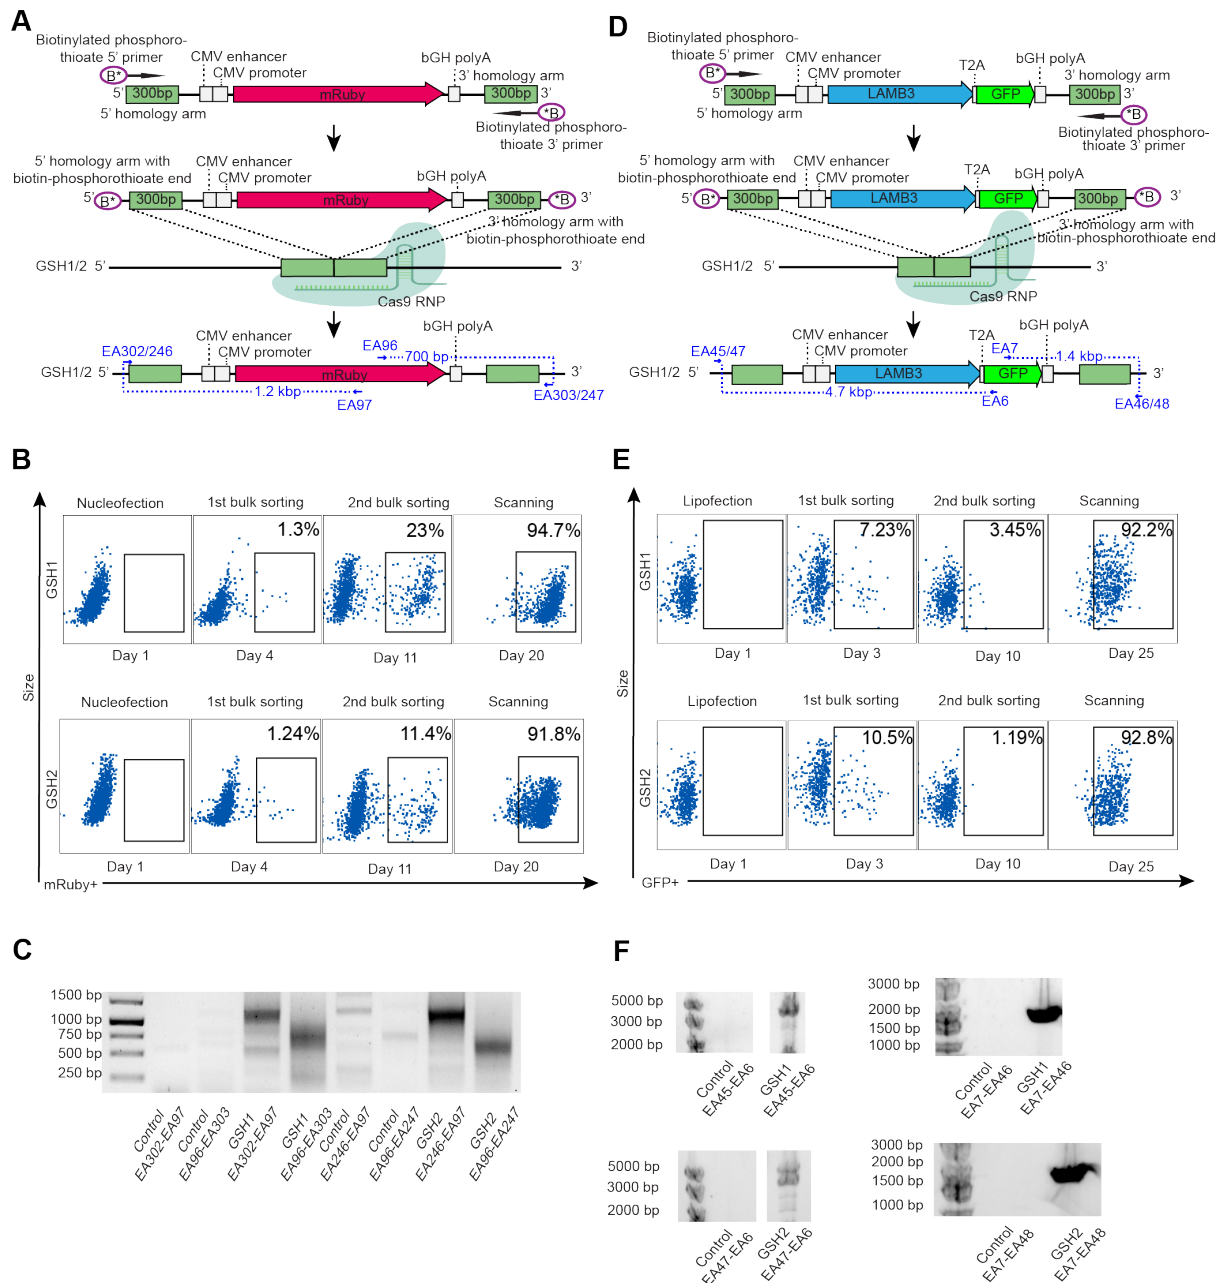 A
Biotinylated phosphoro-
thioate 5' primer
B*
CMV enhancer
CMV promoter
bGH polyA
3' homology arm
5'
300bp
mRuby
300bp
3'
5' homology arm
*B
Biotinylated phosphoro-
thioate 3' primer
5' homology arm with
biotin-phosphorothioate end
CMV enhancer
CMV promoter
bGH polyA
5'
B*
300bp
mRuby
300bp
*B
3'
3' homology arm with
biotin-phosphorothioate end
GSH1/2
5'
3'
Cas9 RNP
CMV enhancer
CMV promoter
bGH polyA
EA302/246
EA96
700 bp
GSH1/2
5'
mRuby
3'
1.2 kbp
EA97
EA303/247
D
Biotinylated phosphoro-
thioate 5' primer
B*
CMV enhancer
CMV promoter
T2A
bGH polyA
3' homology arm
5'
300bp
LAMB3
GFP
300bp
3'
5' homology arm
*B
Biotinylated phosphoro-
thioate 3' primer
5' homology arm with
biotin-phosphorothioate end
CMV enhancer
CMV promoter
T2A
bGH polyA
5'
B*
300bp
LAMB3
GFP
300bp
*B
3'
3' homology arm with
biotin-phosphorothioate end
GSH1/2
5'
3'
Cas9 RNP
CMV enhancer
CMV promoter
T2A
bGH polyA
EA45/47
EA7
1.4 kbp
GSH1/2
5'
LAMB3
GFP
3'
4.7 kbp
EA6
EA46/48
B
Nucleofection
1st bulk sorting
2nd bulk sorting
Scanning
1.3%
23%
94.7%
GSH1
Day 1
Day 4
Day 11
Day 20
Size
Nucleofection
1st bulk sorting
2nd bulk sorting
Scanning
1.24%
11.4%
91.8%
GSH2
Day 1
Day 4
Day 11
Day 20
mRuby+
E
Lipofection
1st bulk sorting
2nd bulk sorting
Scanning
7.23%
3.45%
92.2%
GSH1
Day 1
Day 3
Day 10
Day 25
Size
Lipofection
1st bulk sorting
2nd bulk sorting
Scanning
10.5%
1.19%
92.8%
GSH2
Day 1
Day 3
Day 10
Day 25
GFP+
C
1500 bp
1000 bp
750 bp
500 bp
250 bp
Control
EA302-EA97
Control
EA96-EA303
GSH1
EA302-EA97
GSH1
EA96-EA303
Control
EA246-EA97
Control
EA96-EA247
GSH2
EA246-EA97
GSH2
EA96-EA247
F
5000 bp
3000 bp
2000 bp
Control
EA45-EA6
GSH1
EA45-EA6
3000 bp
2000 bp
1500 bp
1000 bp
Control
EA7-EA46
GSH1
EA7-EA46
5000 bp
3000 bp
2000 bp
Control
EA47-EA6
GSH2
EA47-EA6
3000 bp
2000 bp
1500 bp
1000 bp
Control
EA7-EA48
GSH2
EA7-EA48